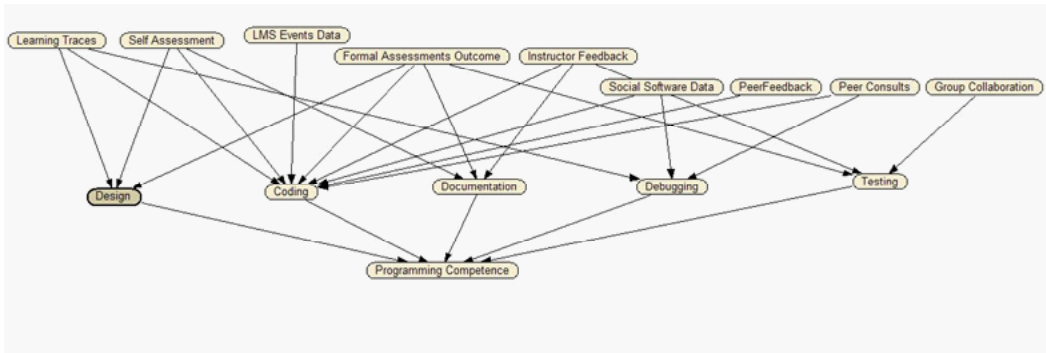 Learning Traces
Self Assessment
LMS Events Data
Formal Assessments Outcome
Instructor Feedback
Social Software Data
PeerFeedback
Peer Consults
Group Collaboration
Design
Coding
Documentation
Debugging
Testing
Programming Competence